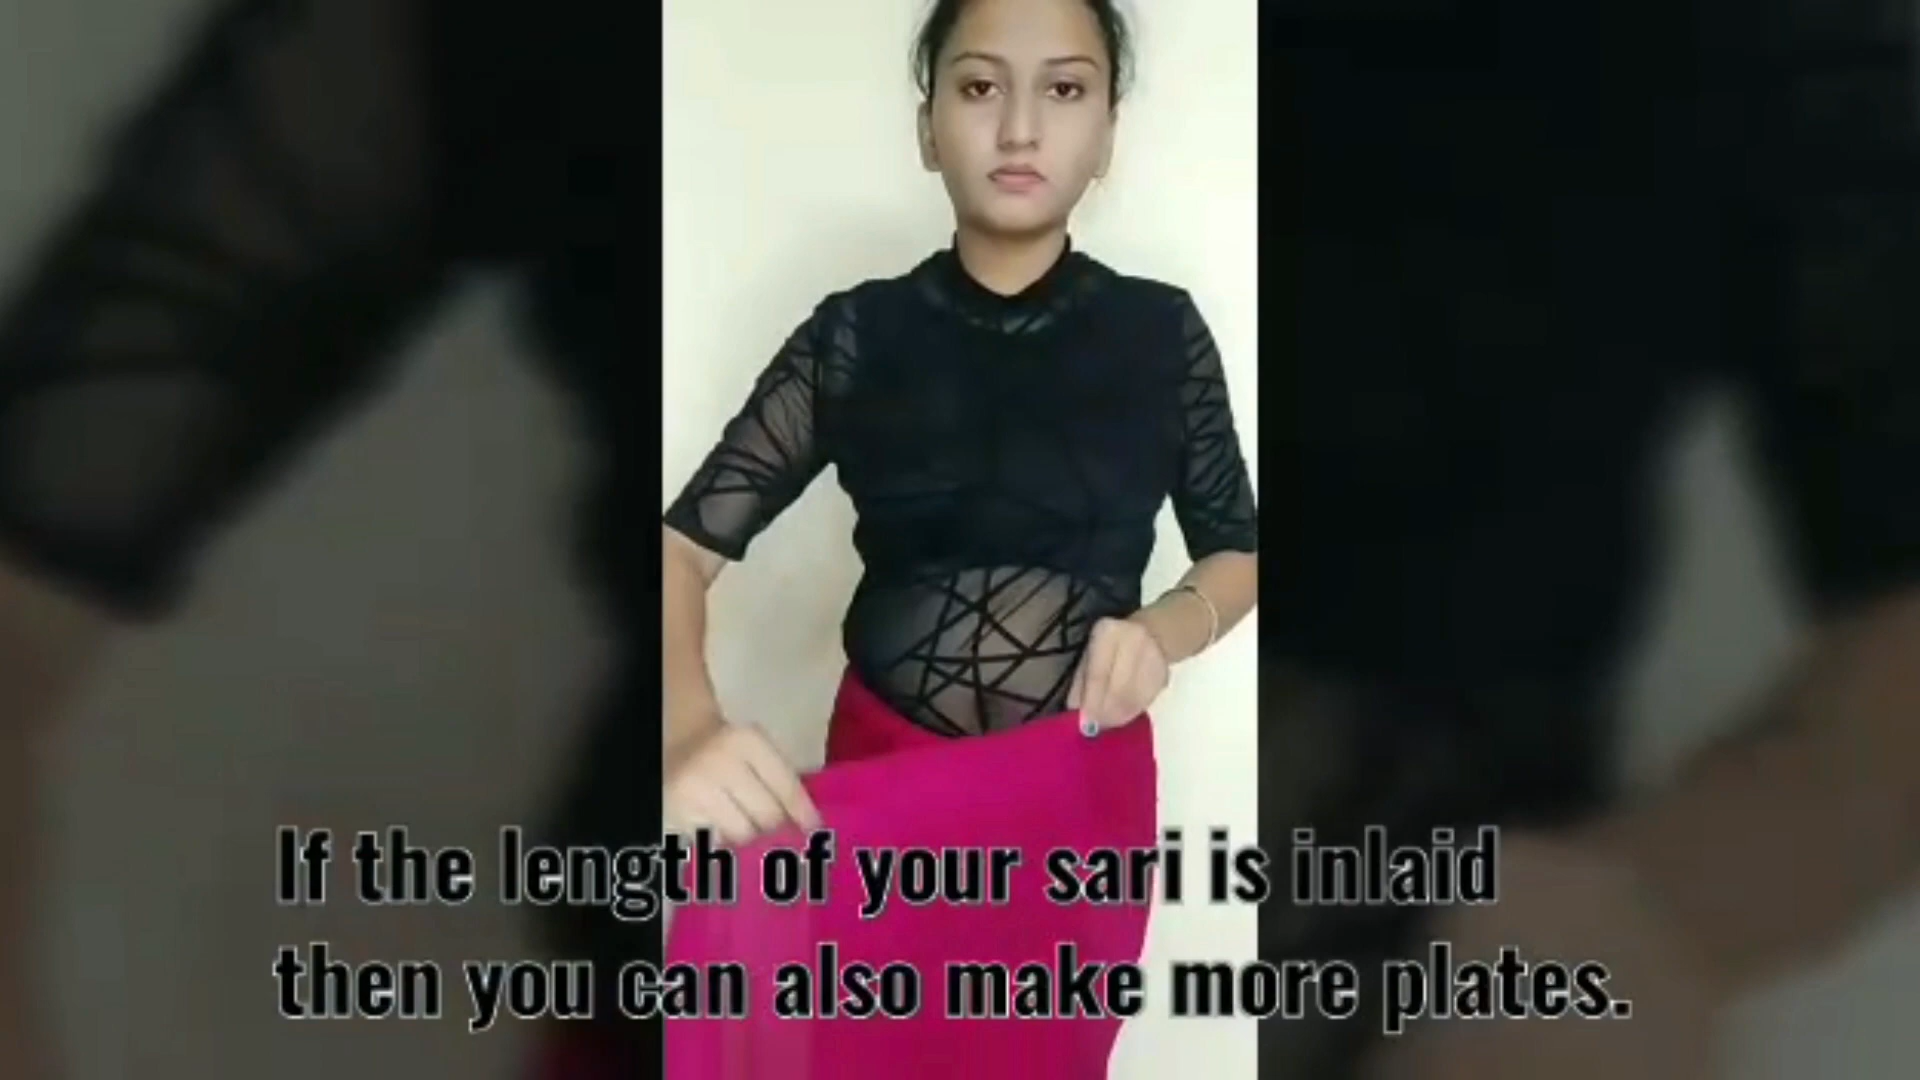 If the length of your sari is inlaid
then you can also make more plates.